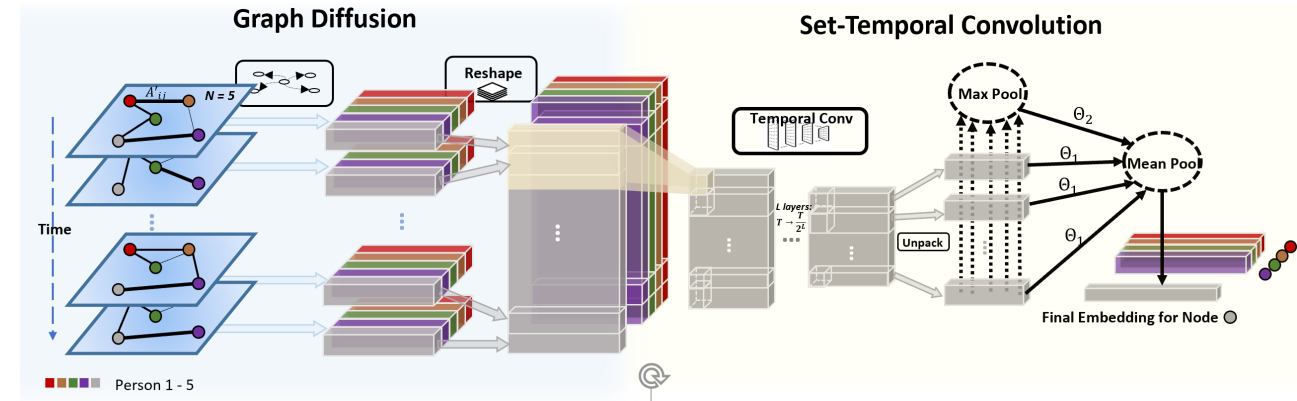 Graph Diffusion
Set-Temporal Convolution
A'ij
N = 5
Reshape
Max Pool
Temporal Conv
Θ2
Θ1
Mean Poo
Θ1
L layers:
T → T/2^L
Time
Unpack
Θ1
Final Embedding for Node
Person 1 - 5